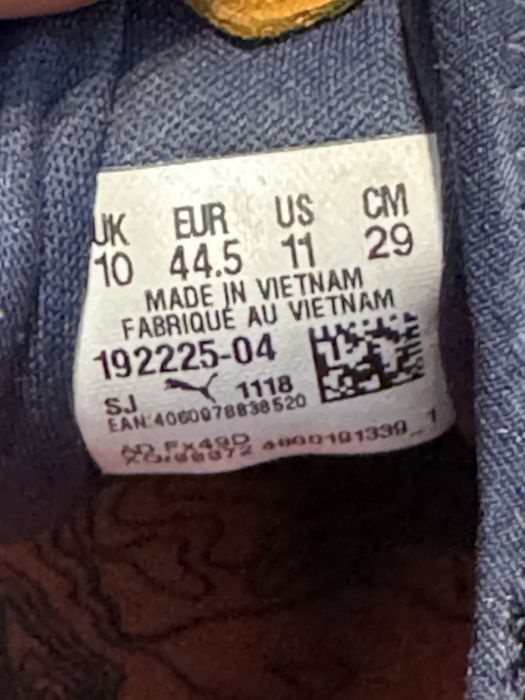 UK EUR US CM
10 44.5 11 29
MADE IN VIETNAM
FABRIQUÉ AU VIETNAM
192225-04
SJ 1118
EAN:4060978838520